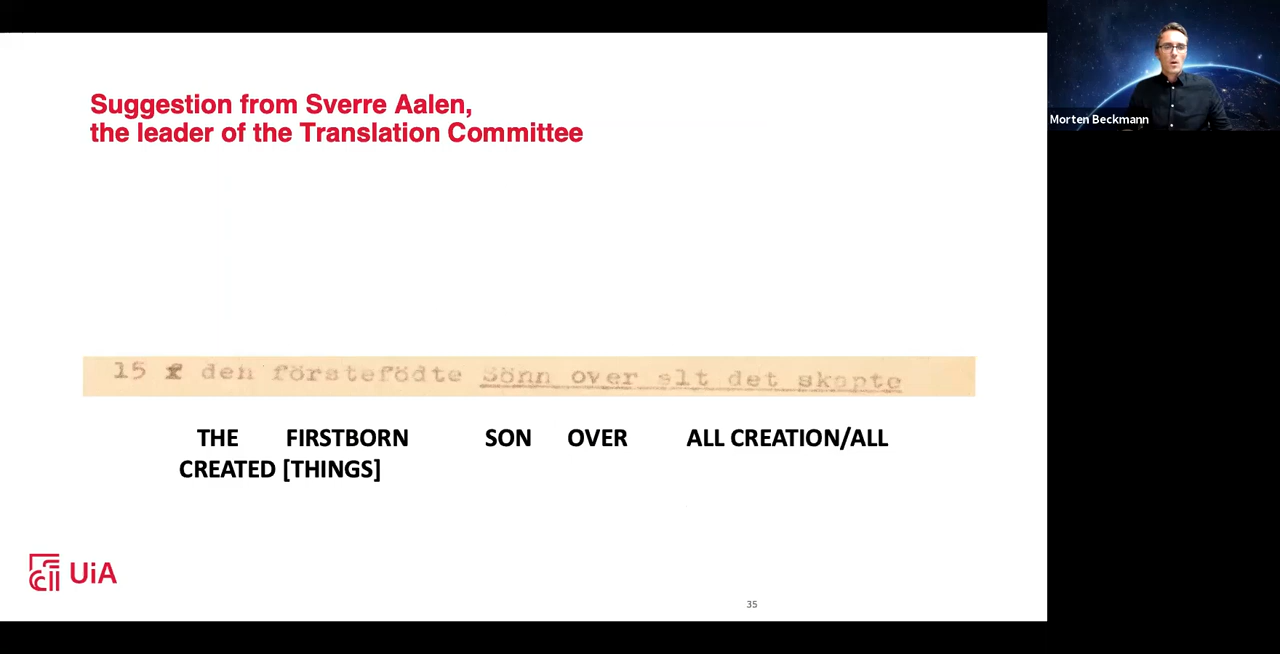 Suggestion from Sverre Aalen,
the leader of the Translation Committee
Morten Beckmann
15 f den förstefödte Sönn over alt det skapte
THE FIRSTBORN SON OVER ALL CREATION/ALL
CREATED [THINGS]
UiA
35